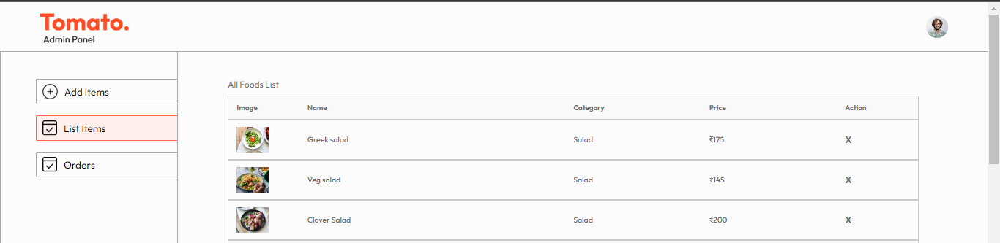 Tomato.
Admin Panel
Add Items
List Items
Orders
All Foods List
Image Name Category Price Action
Greek salad Salad ₹175 X
Veg salad Salad ₹145 X
Clover Salad Salad ₹200 X